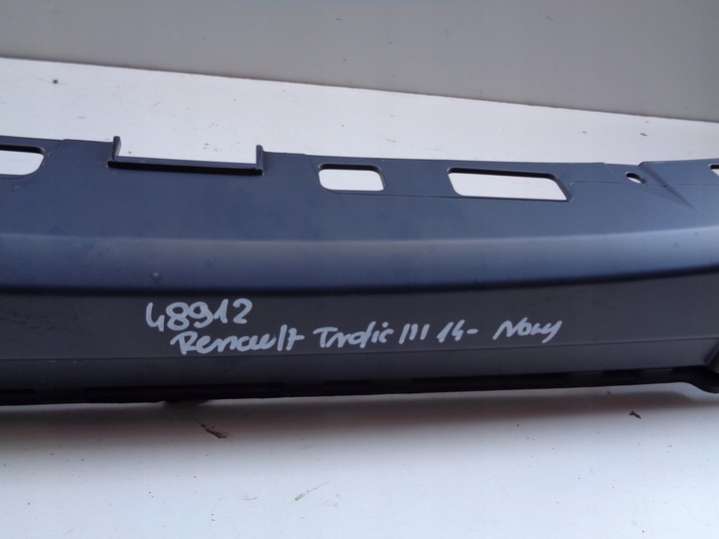 48912
Renault Trafic III 14- Nowy